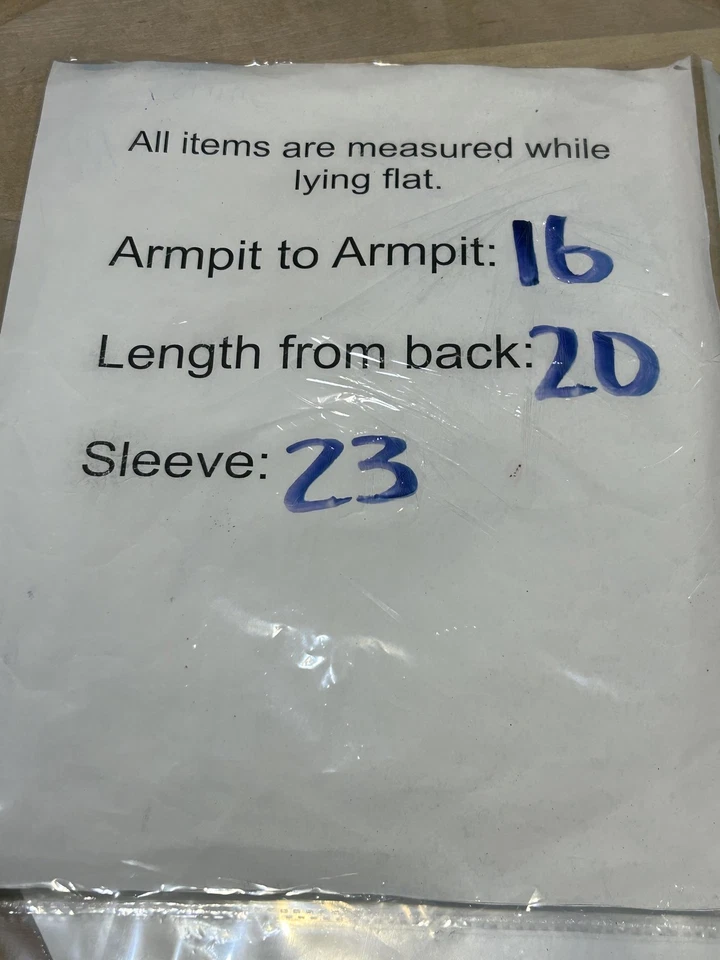 All items are measured while
lying flat.
Armpit to Armpit: 16
Length from back: 20
Sleeve: 23